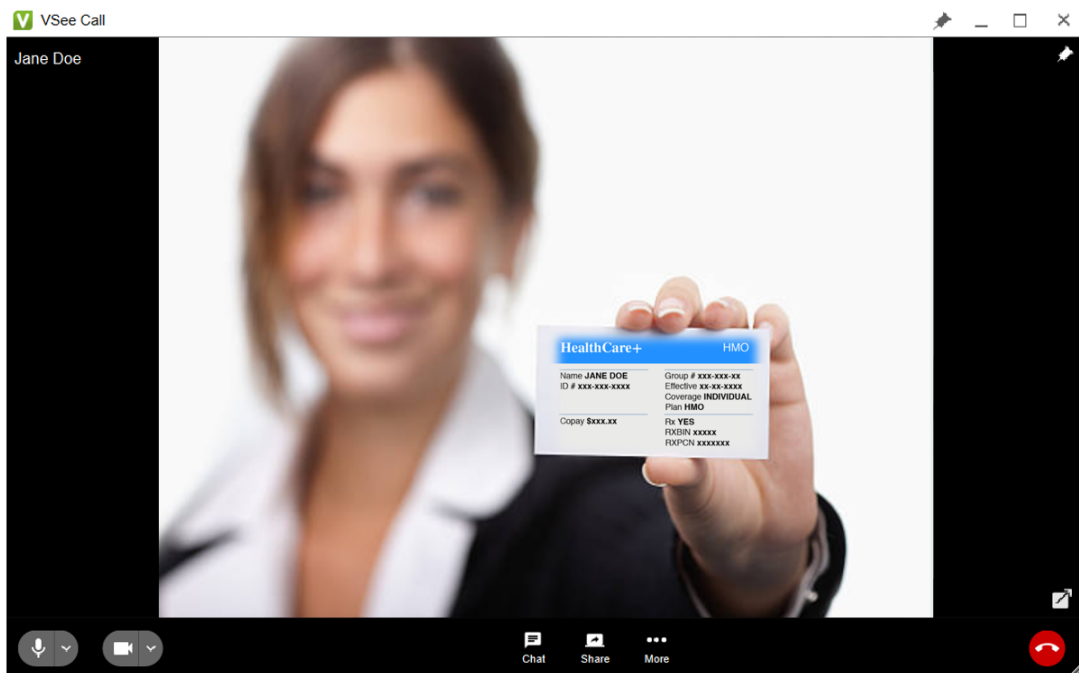 VSee Call
Jane Doe
HealthCare+ HMO
Name JANE DOE
ID # xxx-xxx-xxxx
Group # xxx-xxx-xx
Effective xx-xx-xxxx
Coverage INDIVIDUAL
Plan HMO
Copay $xxx.xx
Rx YES
RXBIN xxxxx
RXPCN xxxxxxx
Chat
Share
More